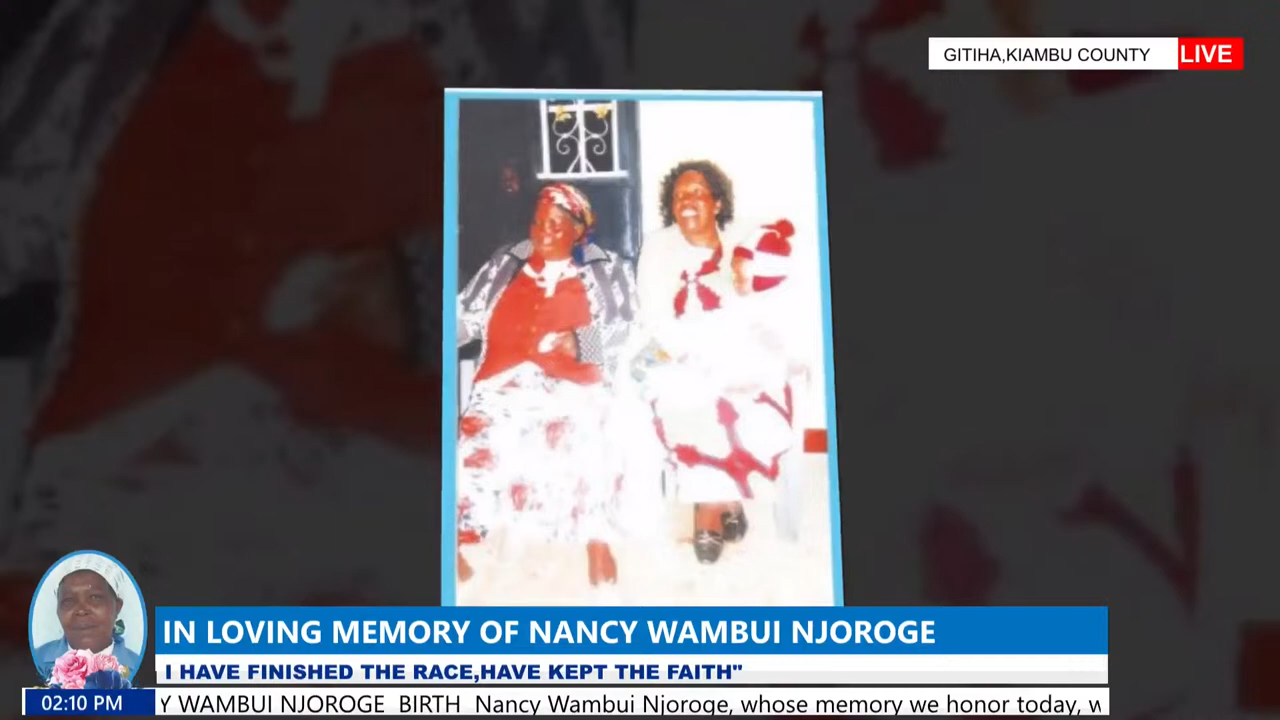 GITIHA,KIAMBU COUNTY LIVE
IN LOVING MEMORY OF NANCY WAMBUI NJOROGE
I HAVE FINISHED THE RACE,HAVE KEPT THE FAITH"
02:10 PM Y WAMBUI NJOROGE BIRTH Nancy Wambui Njoroge, whose memory we honor today, w